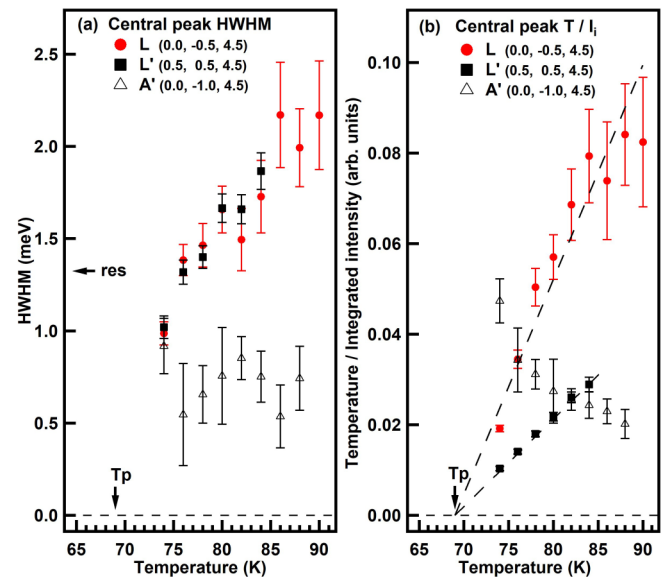 (a) Central peak HWHM
L (0.0, -0.5, 4.5)
L' (0.5, 0.5, 4.5)
A' (0.0, -1.0, 4.5)
2.5
2.0
1.5
1.0
0.5
0.0
HWHM (meV)
res
Tp
65 70 75 80 85 90
Temperature (K)
(b) Central peak T / Ii
L (0.0, -0.5, 4.5)
L' (0.5, 0.5, 4.5)
A' (0.0, -1.0, 4.5)
0.10
0.08
0.06
0.04
0.02
0.00
Temperature / Integrated intensity (arb. units)
Tp
65 70 75 80 85 90
Temperature (K)